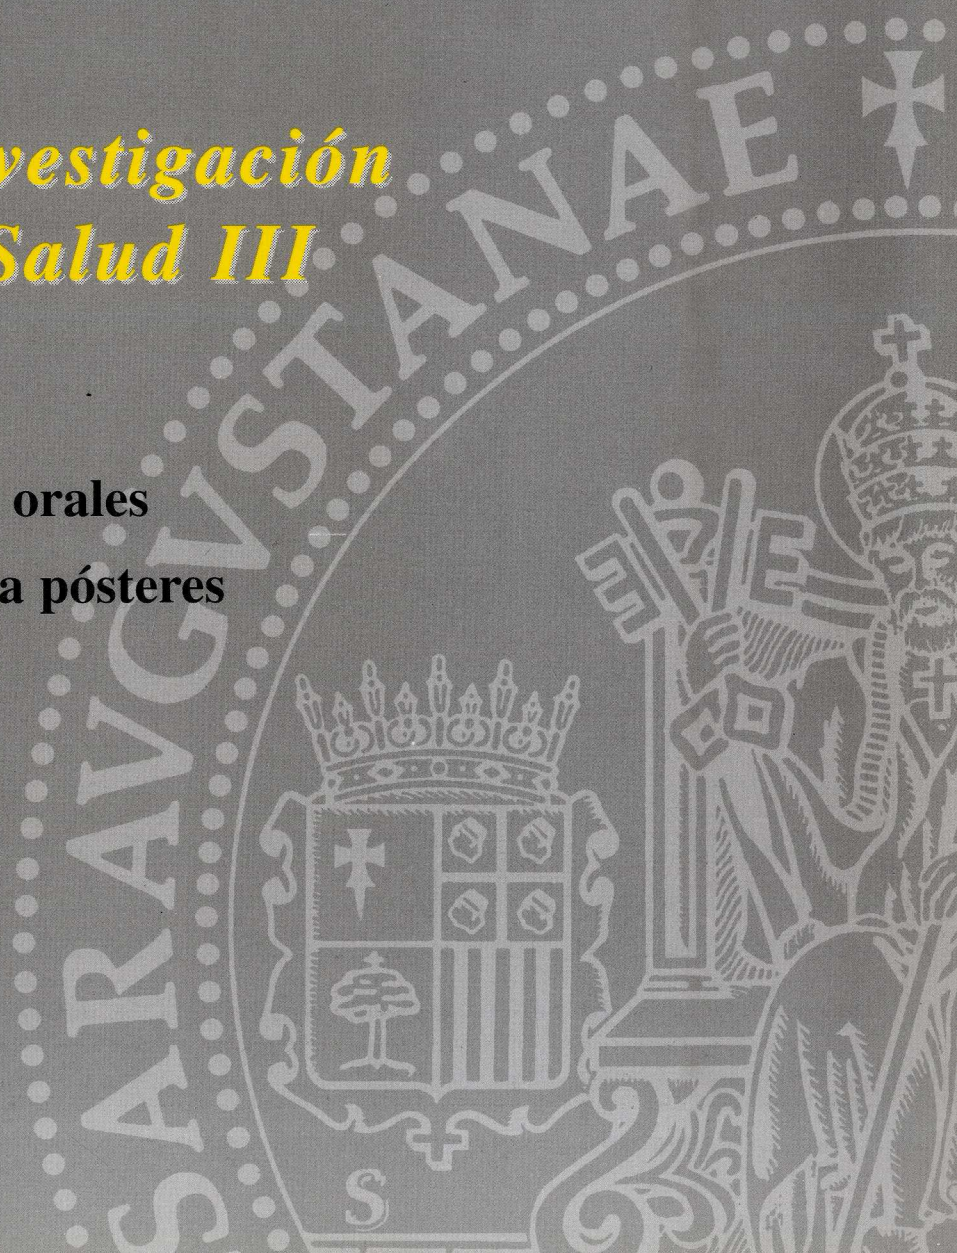 vestigación
Salud III
orales
a pósteres
SARAVGVSTANAE
S